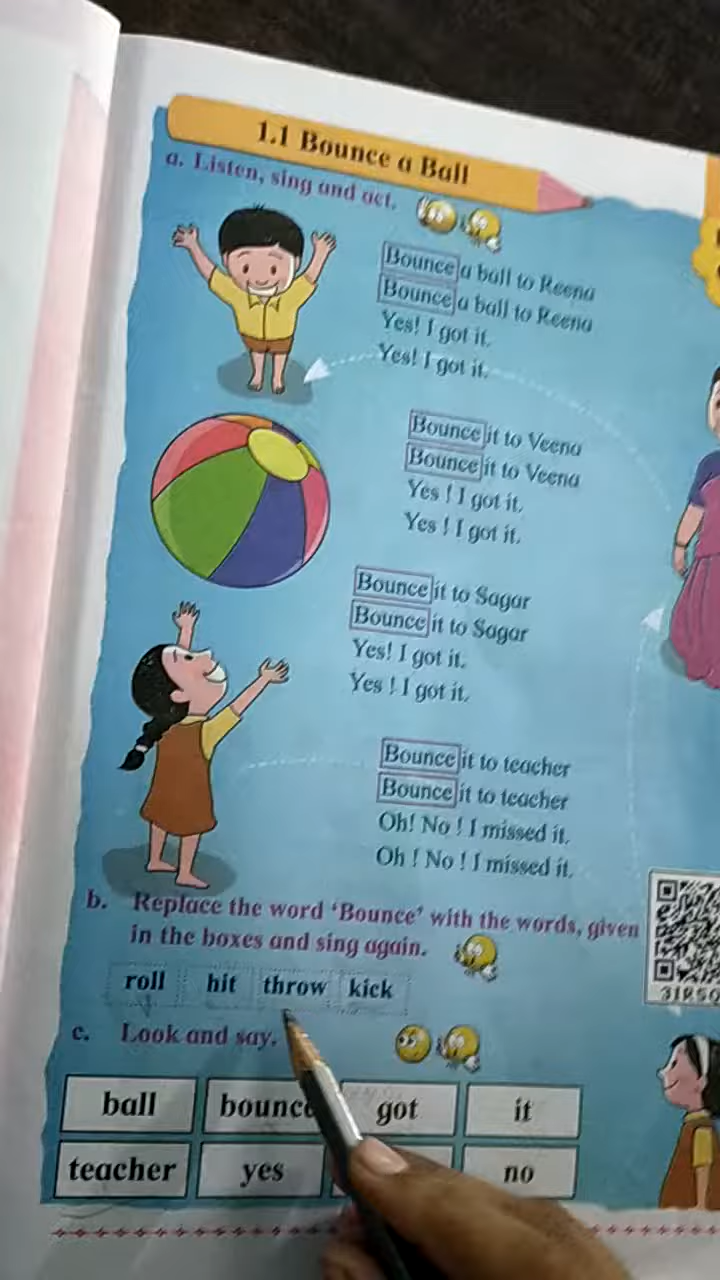 1.1 Bounce a Ball
a. Listen, sing and act.
Bounce a ball to Reena
Bounce a ball to Reena
Yes! I got it.
Yes! I got it.
Bounce it to Veena
Bounce it to Veena
Yes ! I got it.
Yes ! I got it.
Bounce it to Sagar
Bounce it to Sagar
Yes! I got it.
Yes ! I got it.
Bounce it to teacher
Bounce it to teacher
Oh! No ! I missed it.
Oh ! No ! I missed it.
b. Replace the word ‘Bounce’ with the words, given
in the boxes and sing again.
roll hit throw kick
c. Look and say.
ball bounce got it
teacher yes no